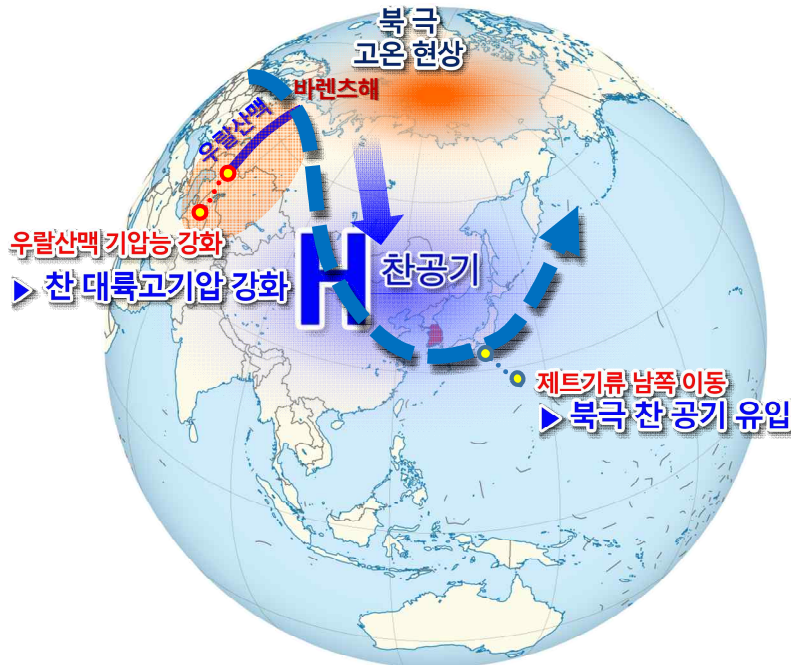 북 극
고온 현상
바렌츠해
우랄산맥
우랄산맥 기압능 강화
▶ 찬 대륙고기압 강화
H
찬공기
제트기류 남쪽 이동
▶ 북극 찬 공기 유입